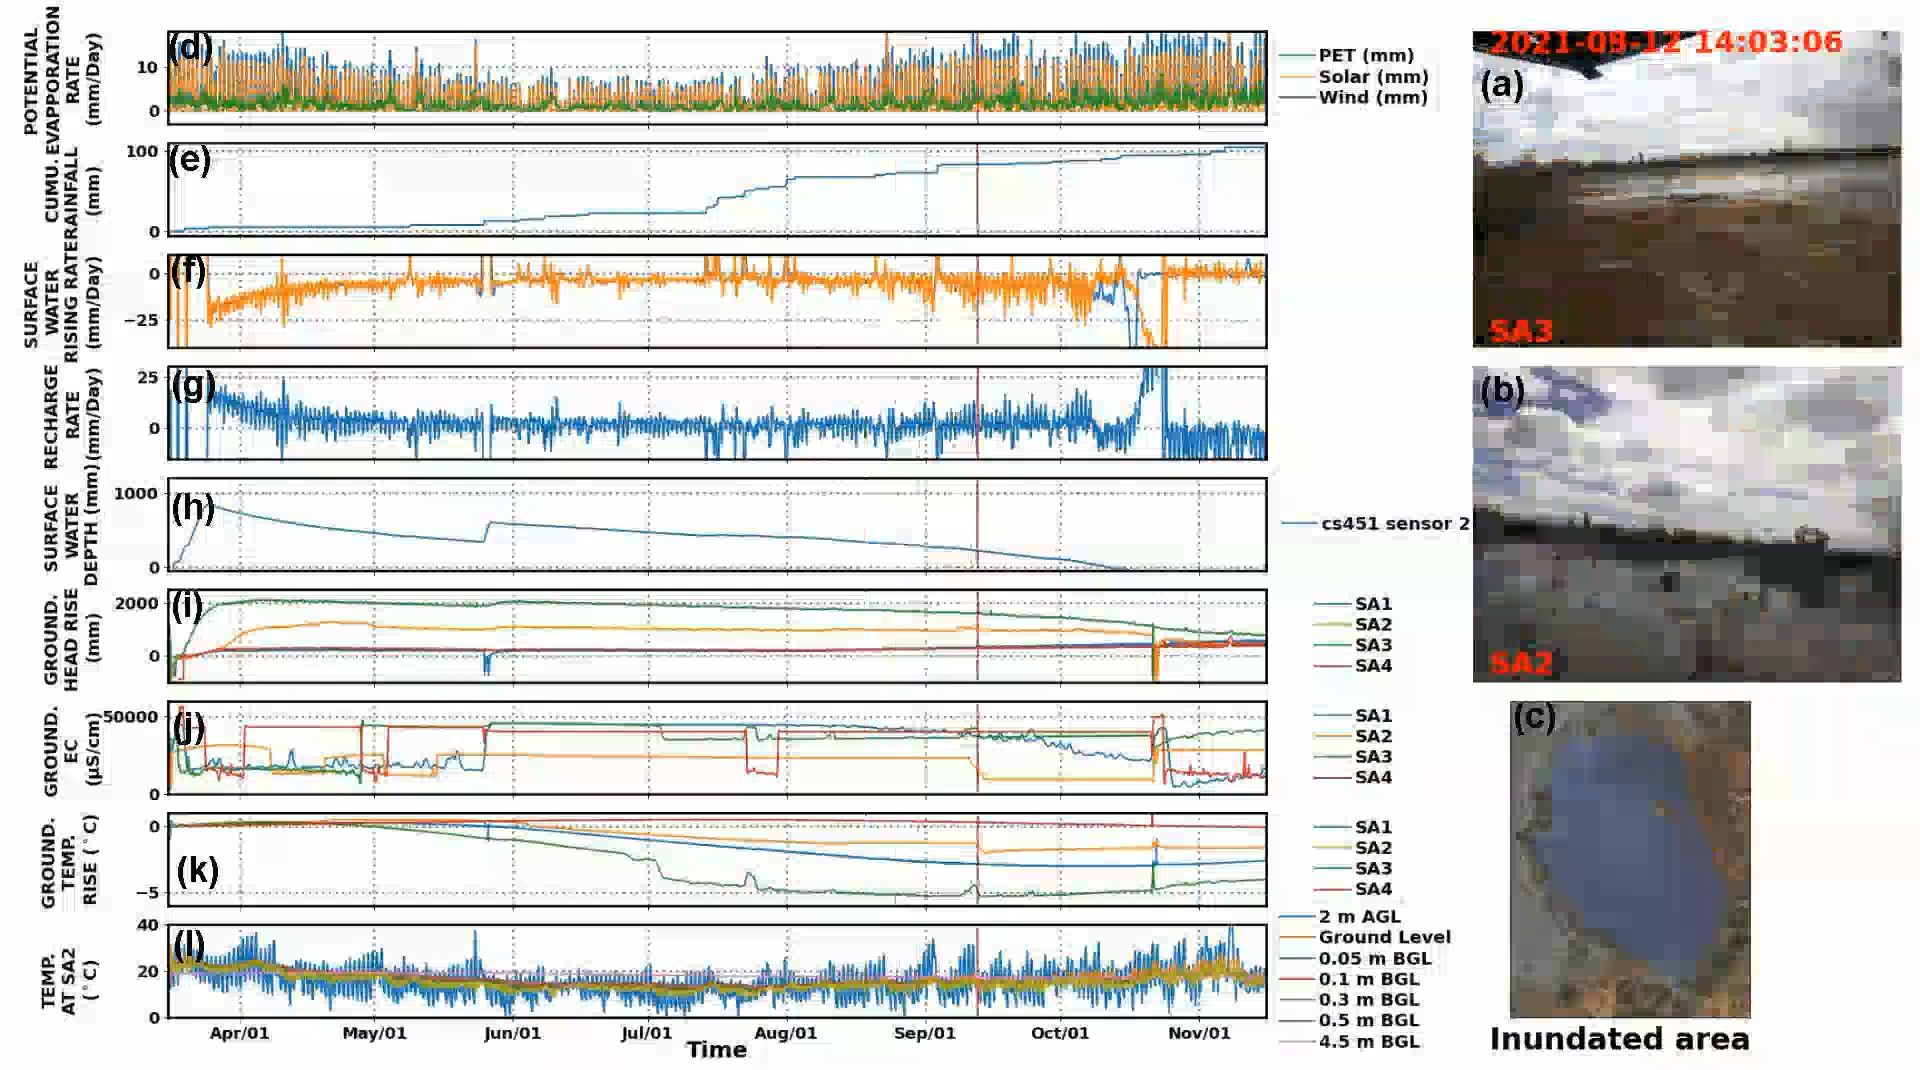 POTENTIAL
EVAPPORATION
RATE
(mm/Day)
(d)
10
0
PET (mm)
Solar (mm)
Wind (mm)
CUMU.
RAINFALL
(mm)
(e)
100
0
SURFACE
WATER
RISING RATE
(mm/Day)
(f)
0
−25
RECHARGE
RATE
(mm/Day)
(g)
25
0
SURFACE
WATER
DEPTH (mm)
(h)
1000
0
cs451 sensor 2
GROUND.
HEAD RISE
(mm)
(i)
2000
0
SA1
SA2
SA3
SA4
GROUND.
EC
(µS/cm)
(j)
50000
0
SA1
SA2
SA3
SA4
GROUND.
TEMP.
RISE (°C)
(k)
0
−5
SA1
SA2
SA3
SA4
TEMP.
AT SA2
(°C)
(l)
40
20
0
2 m AGL
Ground Level
0.05 m BGL
0.1 m BGL
0.3 m BGL
0.5 m BGL
4.5 m BGL
Apr/01 May/01 Jun/01 Jul/01 Aug/01 Sep/01 Oct/01 Nov/01
Time
2021-09-12 14:03:06
(a)
SA3
(b)
SA2
(c)
Inundated area